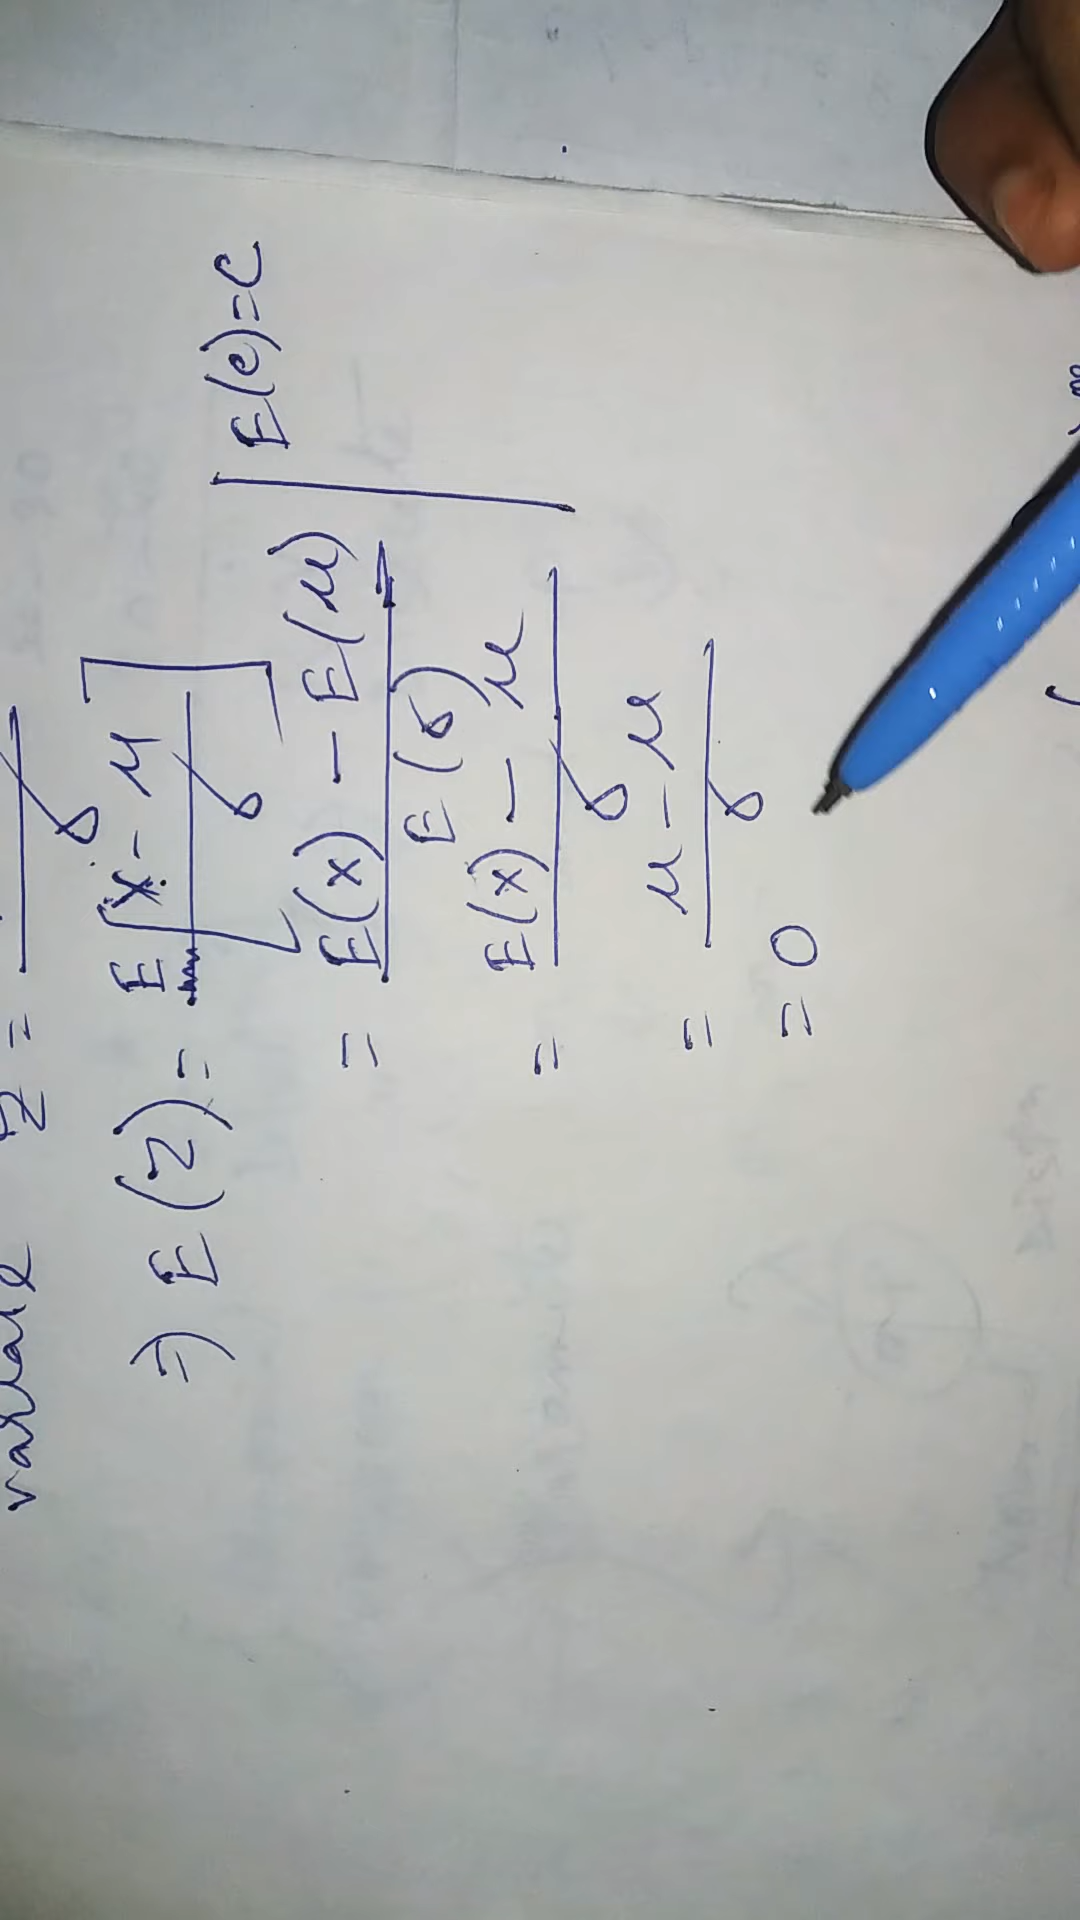 variate Z =  / σ
⇒ E(Z) = E[(X - μ) / σ]
= (E(X) - E(μ)) / E(σ) | E(c) = c
= (E(X) - μ) / σ
= (μ - μ) / σ
= 0